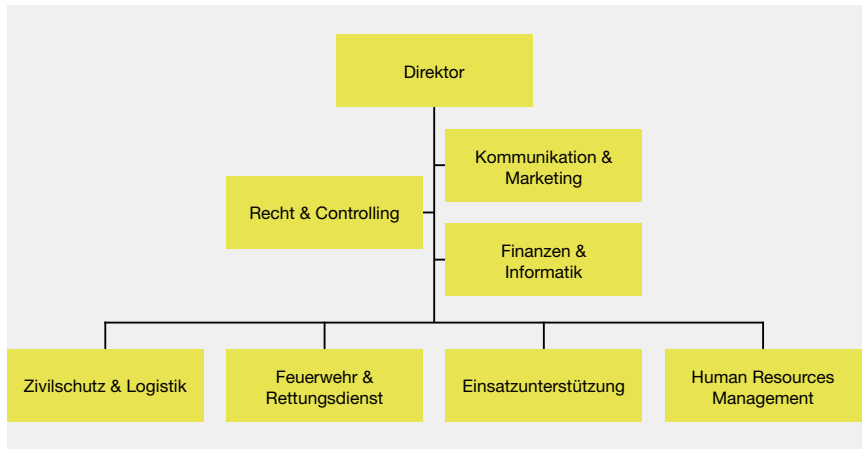 Direktor
Kommunikation &
Marketing
Recht & Controlling
Finanzen &
Informatik
Zivilschutz & Logistik
Feuerwehr &
Rettungsdienst
Einsatzunterstützung
Human Resources
Management